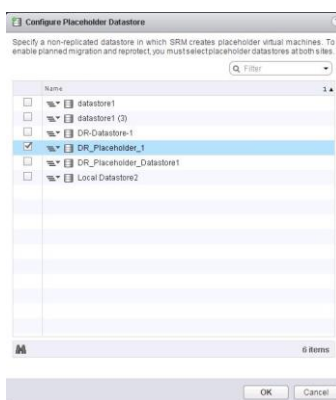 Configure Placeholder Datastore
Specify a non-replicated datastore in which SRM creates placeholder virtual machines. To
enable planned migration and reprotect, you must select placeholder datastores at both sites.
Filter
Name 1
datastore1
datastore1 (3)
DR-Datastore-1
DR_Placeholder_1
DR_Placeholder_Datastore1
Local Datastore2
6 items
OK Cancel